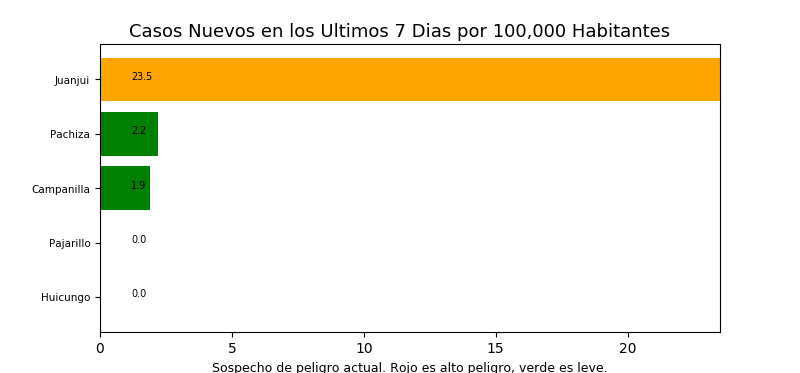 Casos Nuevos en los Ultimos 7 Dias por 100,000 Habitantes
Juanjui 23.5
Pachiza 2.2
Campanilla 1.9
Pajarillo 0.0
Huicungo 0.0
0 5 10 15 20
Sospecho de peligro actual. Rojo es alto peligro, verde es leve.